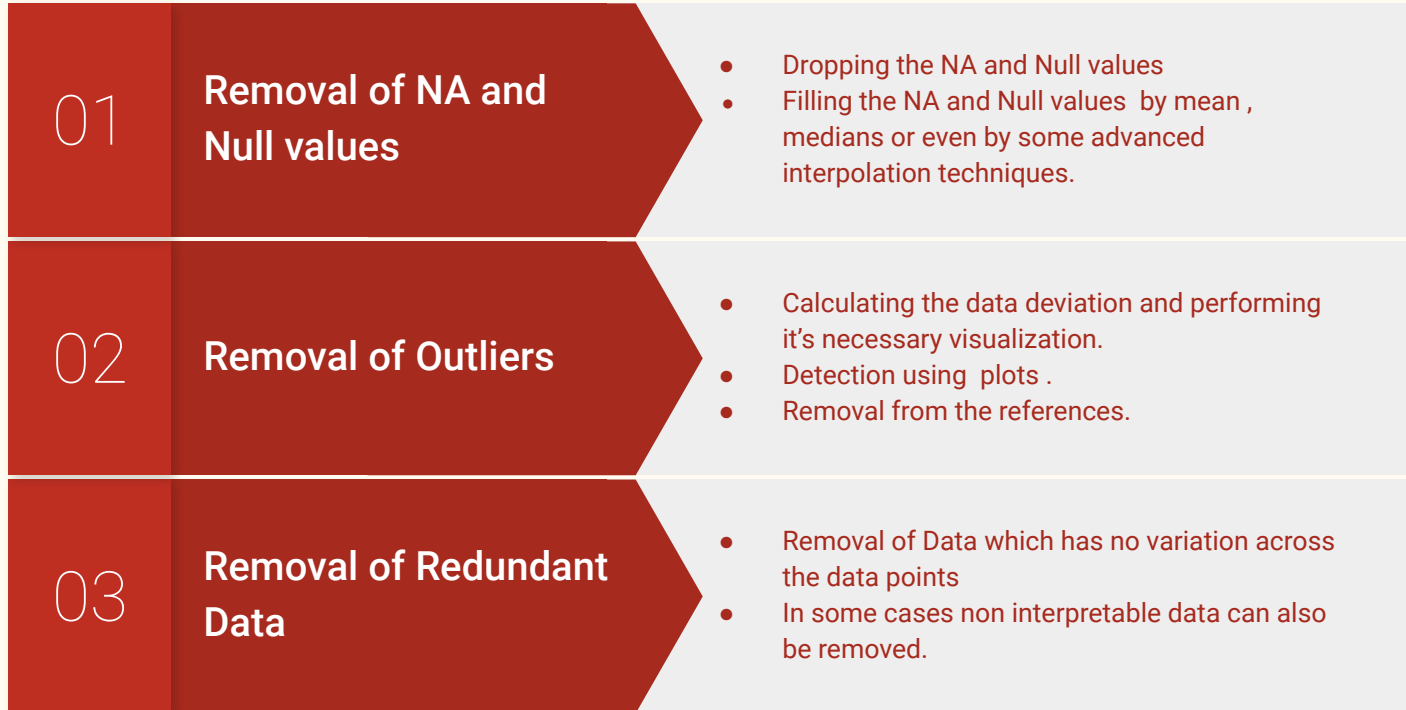 01
Removal of NA and
Null values
● Dropping the NA and Null values
● Filling the NA and Null values  by mean ,
medians or even by some advanced
interpolation techniques.
02
Removal of Outliers
● Calculating the data deviation and performing
it’s necessary visualization.
● Detection using  plots .
● Removal from the references.
03
Removal of Redundant
Data
● Removal of Data which has no variation across
the data points
● In some cases non interpretable data can also
be removed.